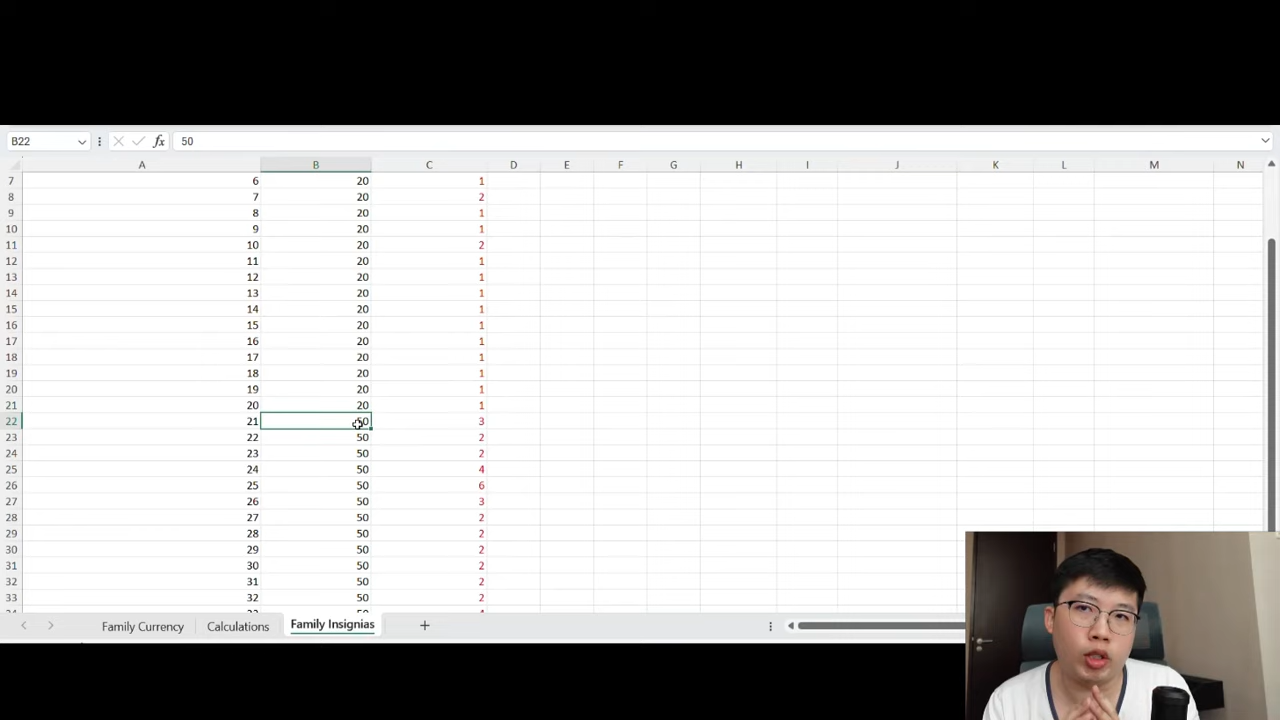 B22 fx 50
A B C D E F G H I J K L M N
7 6 20 1
8 7 20 2
9 8 20 1
10 9 20 1
11 10 20 2
12 11 20 1
13 12 20 1
14 13 20 1
15 14 20 1
16 15 20 1
17 16 20 1
18 17 20 1
19 18 20 1
20 19 20 1
21 20 20 1
22 21 50 3
23 22 50 2
24 23 50 2
25 24 50 4
26 25 50 6
27 26 50 3
28 27 50 2
29 28 50 2
30 29 50 2
31 30 50 2
32 31 50 2
33 32 50 2
Family Currency Calculations Family Insignias +